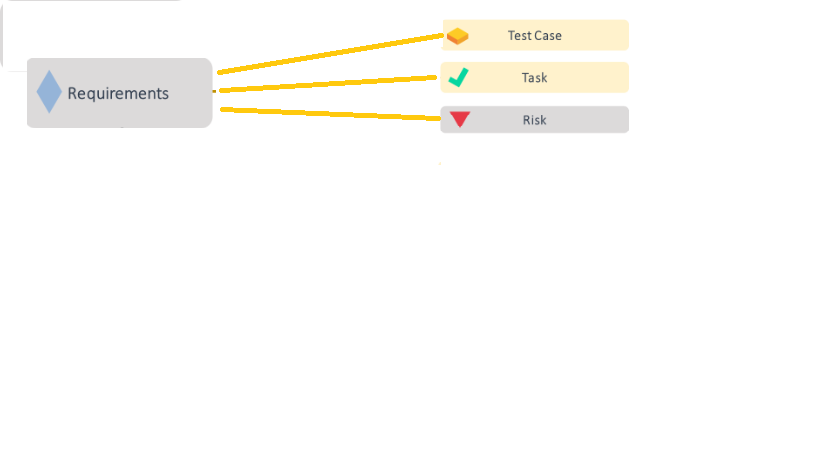 Test Case
Task
Requirements
Risk